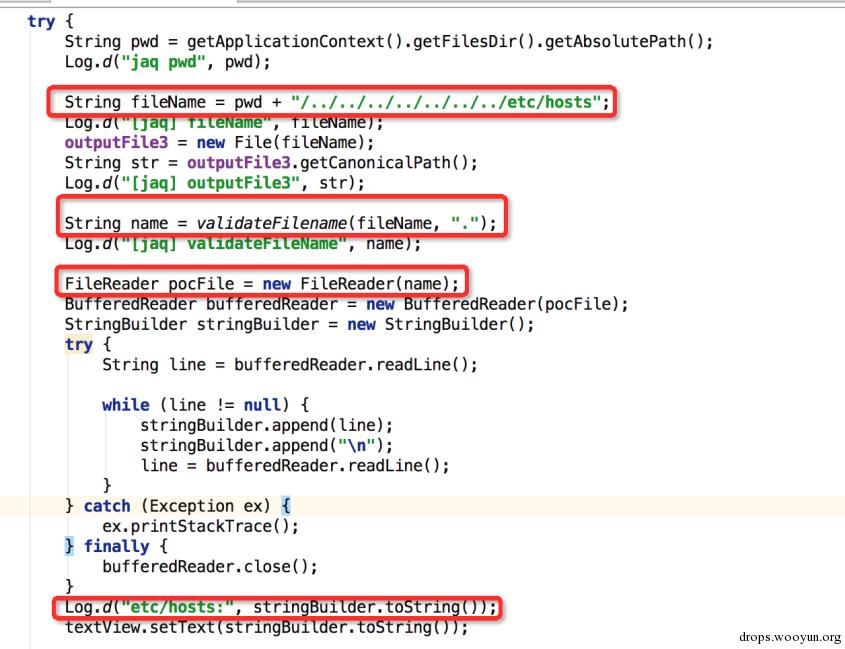 try {
String pwd = getApplicationContext().getFilesDir().getAbsolutePath();
Log.d("jaq pwd", pwd);
String fileName = pwd + "/../../../../../../../etc/hosts";
Log.d("[jaq] fileName", fileName);
outputFile3 = new File(fileName);
String str = outputFile3.getCanonicalPath();
Log.d("[jaq] outputFile3", str);
String name = validateFilename(fileName, ".");
Log.d("[jaq] validateFileName", name);
FileReader pocFile = new FileReader(name);
BufferedReader bufferedReader = new BufferedReader(pocFile);
StringBuilder stringBuilder = new StringBuilder();
try {
String line = bufferedReader.readLine();
while (line != null) {
stringBuilder.append(line);
stringBuilder.append("\n");
line = bufferedReader.readLine();
}
} catch (Exception ex) {
ex.printStackTrace();
} finally {
bufferedReader.close();
}
Log.d("etc/hosts:", stringBuilder.toString());
textView.setText(stringBuilder.toString());
drops.wooyun.org